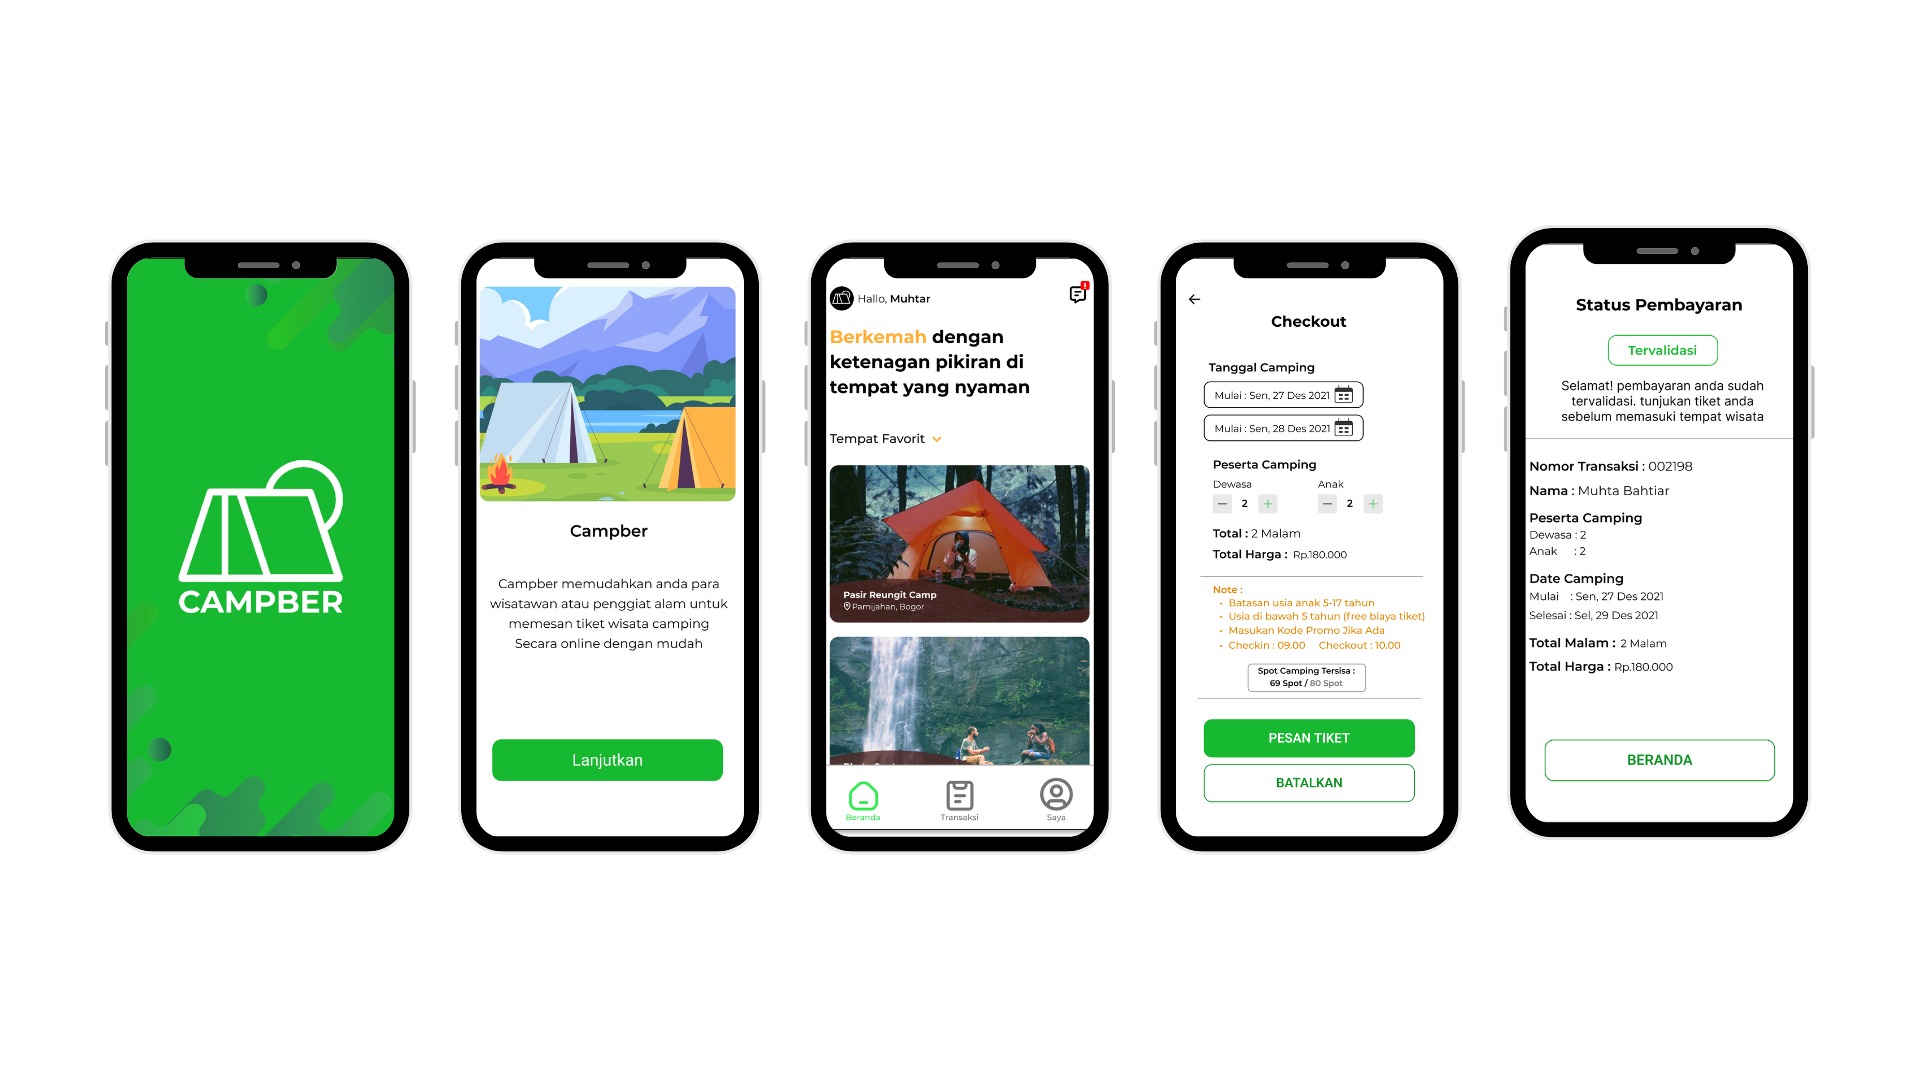 CAMPBER
Campber
Campber memudahkan anda para
wisatawan atau penggiat alam untuk
memesan tiket wisata camping
Secara online dengan mudah
Lanjutkan
Hallo, Muhtar
!
Berkemah dengan
ketenagan pikiran di
tempat yang nyaman
Tempat Favorit
Pasir Reungit Camp
Pamijahan, Bogor
Beranda
Transaksi
Saya
Checkout
Tanggal Camping
Mulai : Sen, 27 Des 2021
Mulai : Sen, 28 Des 2021
Peserta Camping
Dewasa Anak
− 2 + − 2 +
Total : 2 Malam
Total Harga : Rp.180.000
Note :
• Batasan usia anak 5-17 tahun
• Usia di bawah 5 tahun (free biaya tiket)
• Masukan Kode Promo Jika Ada
• Checkin : 09.00 Checkout : 10.00
Spot Camping Tersisa :
69 Spot / 80 Spot
PESAN TIKET
BATALKAN
Status Pembayaran
Tervalidasi
Selamat! pembayaran anda sudah
tervalidasi. tunjukan tiket anda
sebelum memasuki tempat wisata
Nomor Transaksi : 002198
Nama : Muhta Bahtiar
Peserta Camping
Dewasa : 2
Anak : 2
Date Camping
Mulai : Sen, 27 Des 2021
Selesai : Sel, 29 Des 2021
Total Malam : 2 Malam
Total Harga : Rp.180.000
BERANDA